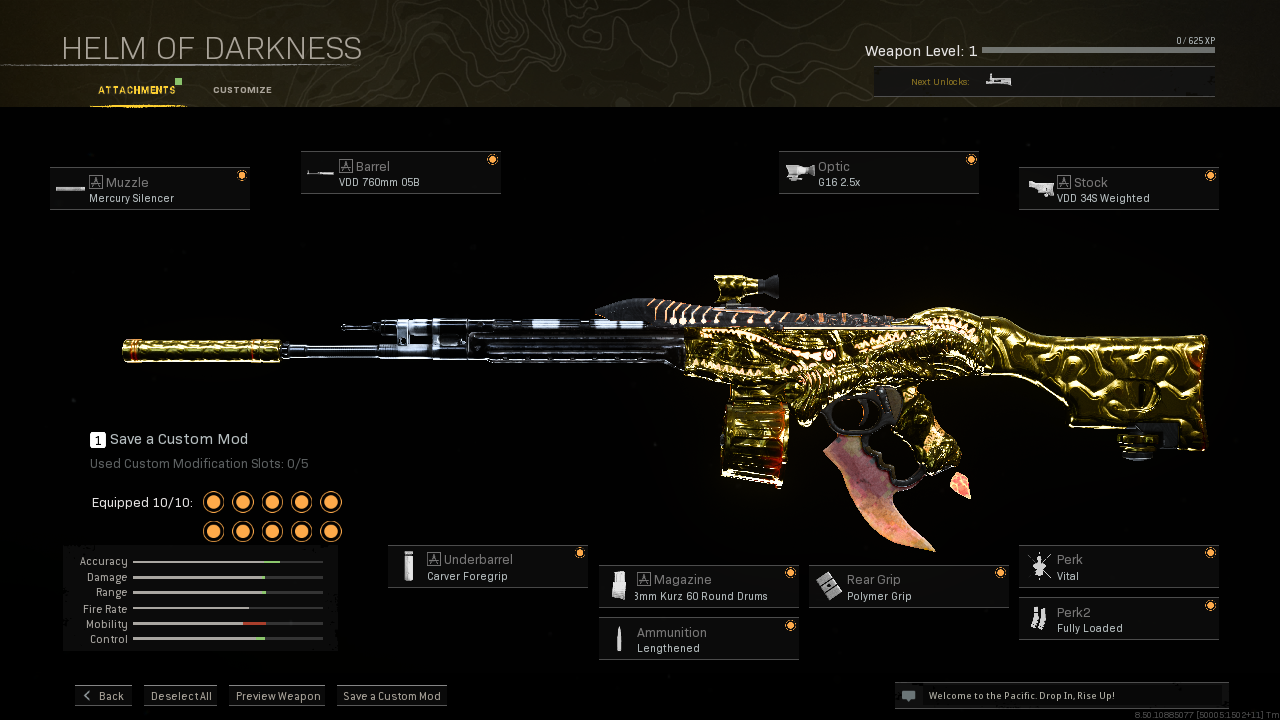 HELM OF DARKNESS
0/625 XP
Weapon Level: 1
Next Unlocks:
ATTACHMENTS
CUSTOMIZE
Barrel
VDD 760mm 05B
Optic
G16 2.5x
Muzzle
Mercury Silencer
Stock
VDD 34S Weighted
1 Save a Custom Mod
Used Custom Modification Slots: 0/5
Equipped 10/10:
Accuracy
Damage
Range
Fire Rate
Mobility
Control
Underbarrel
Carver Foregrip
Magazine
8mm Kurz 60 Round Drums
Rear Grip
Polymer Grip
Perk
Vital
Ammunition
Lengthened
Perk2
Fully Loaded
Back
Deselect All
Preview Weapon
Save a Custom Mod
Welcome to the Pacific. Drop In, Rise Up!